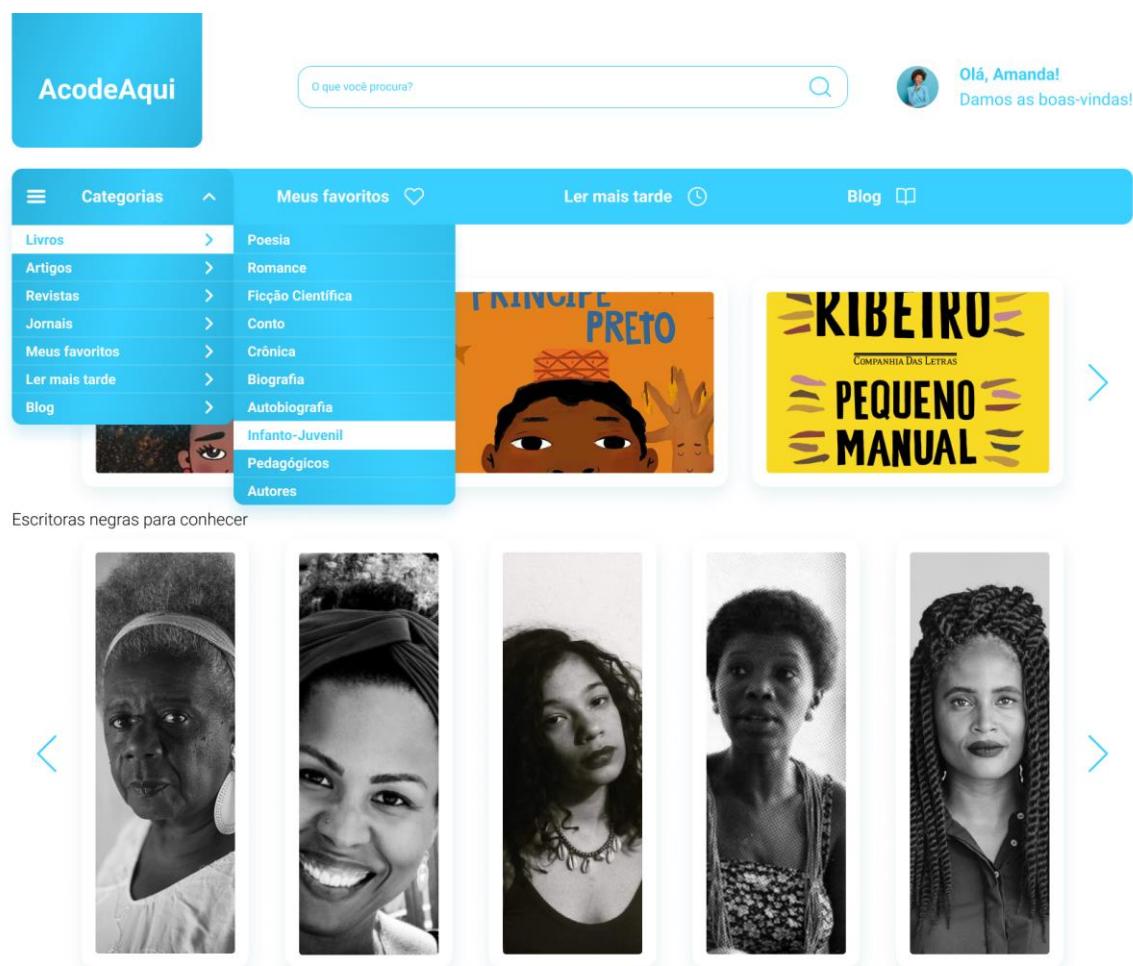 AcodeAqui
O que você procura?
Olá, Amanda!
Damos as boas-vindas!
Categorias
Meus favoritos
Ler mais tarde
Blog
Livros
Artigos
Revistas
Jornais
Meus favoritos
Ler mais tarde
Blog
Poesia
Romance
Ficção Científica
Conto
Crônica
Biografia
Autobiografia
Infanto-Juvenil
Pedagógicos
Autores
PRÍNCIPE
PRETO
RIBEIRO
COMPANHIA DAS LETRAS
PEQUENO
MANUAL
Escritoras negras para conhecer